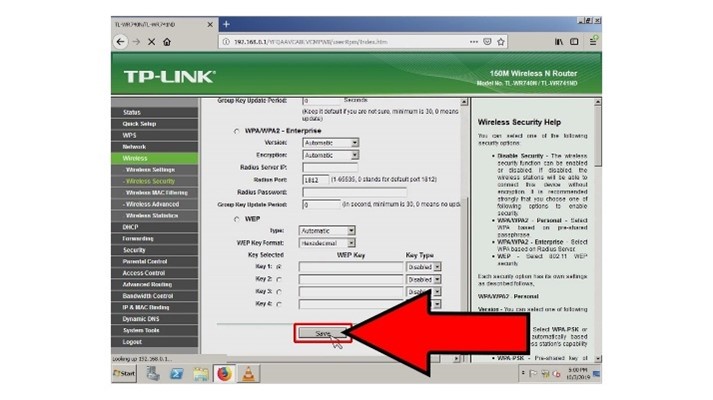 TL-WR740N/TL-WR741ND
192.168.0.1
TP-LINK
150M Wireless N Router
Model No. TL-WR740N / TL-WR741ND
Status
Quick Setup
WPS
Network
Wireless
- Wireless Settings
- Wireless Security
- Wireless MAC Filtering
- Wireless Advanced
- Wireless Statistics
DHCP
Forwarding
Security
Parental Control
Access Control
Advanced Routing
Bandwidth Control
IP & MAC Binding
Dynamic DNS
System Tools
Logout
Group Key Update Period: 0 Seconds
(Keep it default if you are not sure, minimum is 30, 0 means
update)
WPA/WPA2 - Enterprise
Version: Automatic
Encryption: Automatic
Radius Server IP:
Radius Port: 1812 (1-65535, 0 stands for default port 1812)
Radius Password:
Group Key Update Period: 0 (in second, minimum is 30, 0 means no upda
WEP
Type: Automatic
WEP Key Format: Hexadecimal
Key Selected WEP Key Key Type
Key 1: Disabled
Key 2: Disabled
Key 3: Disabled
Key 4: Disabled
Save
Wireless Security Help
You can select one of the following
security options:
• Disable Security - The wireless
security function can be enabled
or disabled. If disabled, the
wireless stations will be able to
connect this device without
encryption. It is recommended
strongly that you choose one of
following options to enable
security.
• WPA/WPA2 - Personal - Select
WPA based on pre-shared
passphrase.
• WPA/WPA2 - Enterprise - Select
WPA based on Radius Server.
• WEP - Select 802.11 WEP
security.
Each security option has its own settings
as described follows,
WPA/WPA2 - Personal
Version - You can
Select WPA-PSK or
automatically based
station's capability
WPA-PSK - Pre-shared key of
Looking up 192.168.0.1...
Start
5:00 PM
10/3/2019